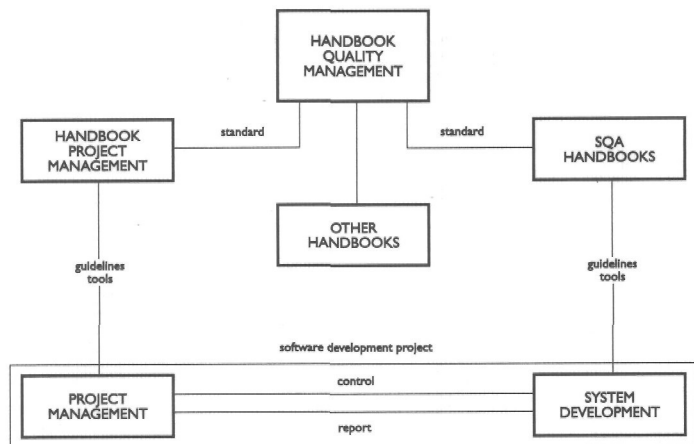 HANDBOOK
QUALITY
MANAGEMENT
standard
standard
HANDBOOK
PROJECT
MANAGEMENT
SQA
HANDBOOKS
OTHER
HANDBOOKS
guidelines
tools
guidelines
tools
software development project
control
PROJECT
MANAGEMENT
SYSTEM
DEVELOPMENT
report